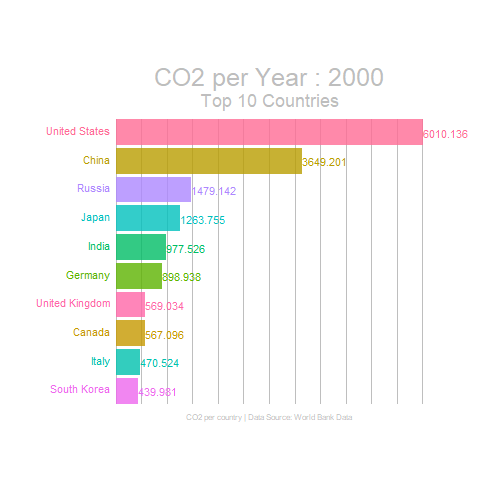 CO2 per Year : 2000
Top 10 Countries
United States 6010.136
China 3649.201
Russia 1479.142
Japan 1263.755
India 977.526
Germany 898.938
United Kingdom 569.034
Canada 567.096
Italy 470.524
South Korea 439.981
CO2 per country | Data Source: World Bank Data